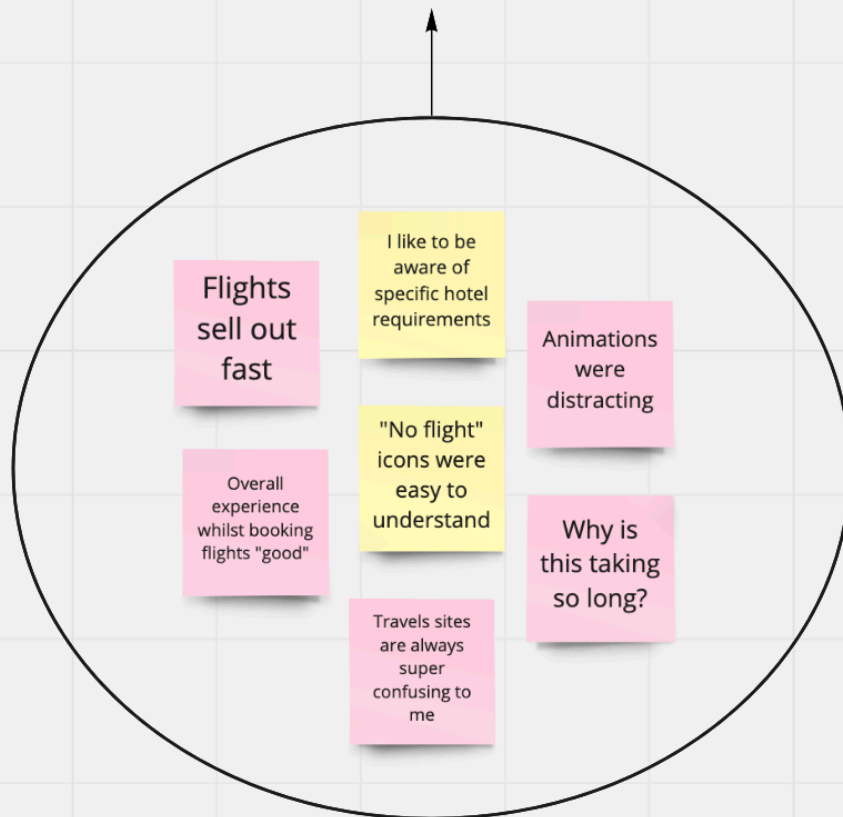 I like to be
aware of
specific hotel
requirements
Flights
sell out
fast
Animations
were
distracting
"No flight"
icons were
easy to
understand
Overall
experience
whilst booking
flights "good"
Why is
this taking
so long?
Travels sites
are always
super
confusing to
me